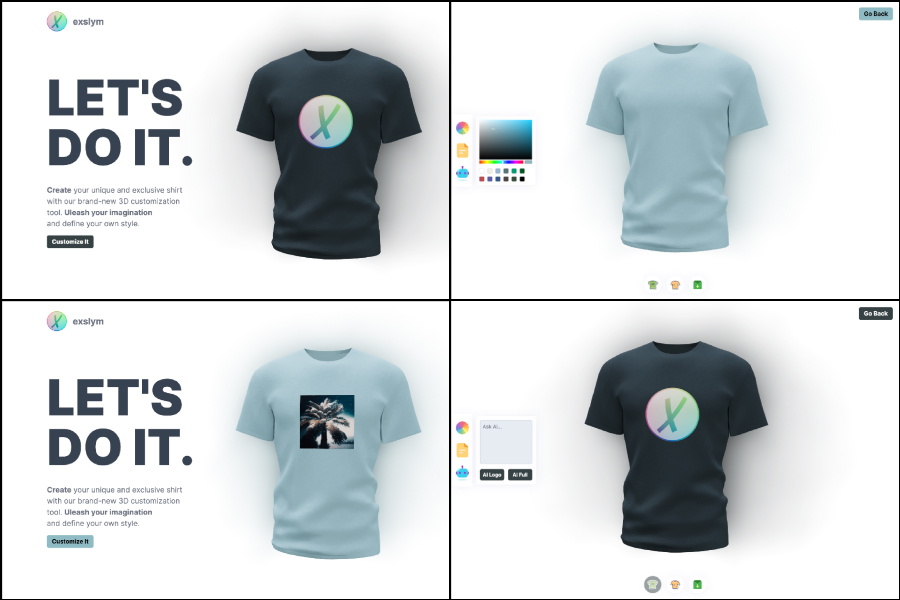 exslym
LET'S
DO IT.
Create your unique and exclusive shirt
with our brand-new 3D customization
tool. Uleash your imagination
and define your own style.
Customize It
Go Back
exslym
LET'S
DO IT.
Create your unique and exclusive shirt
with our brand-new 3D customization
tool. Uleash your imagination
and define your own style.
Customize It
Go Back
Ask AI...
AI Logo AI Full